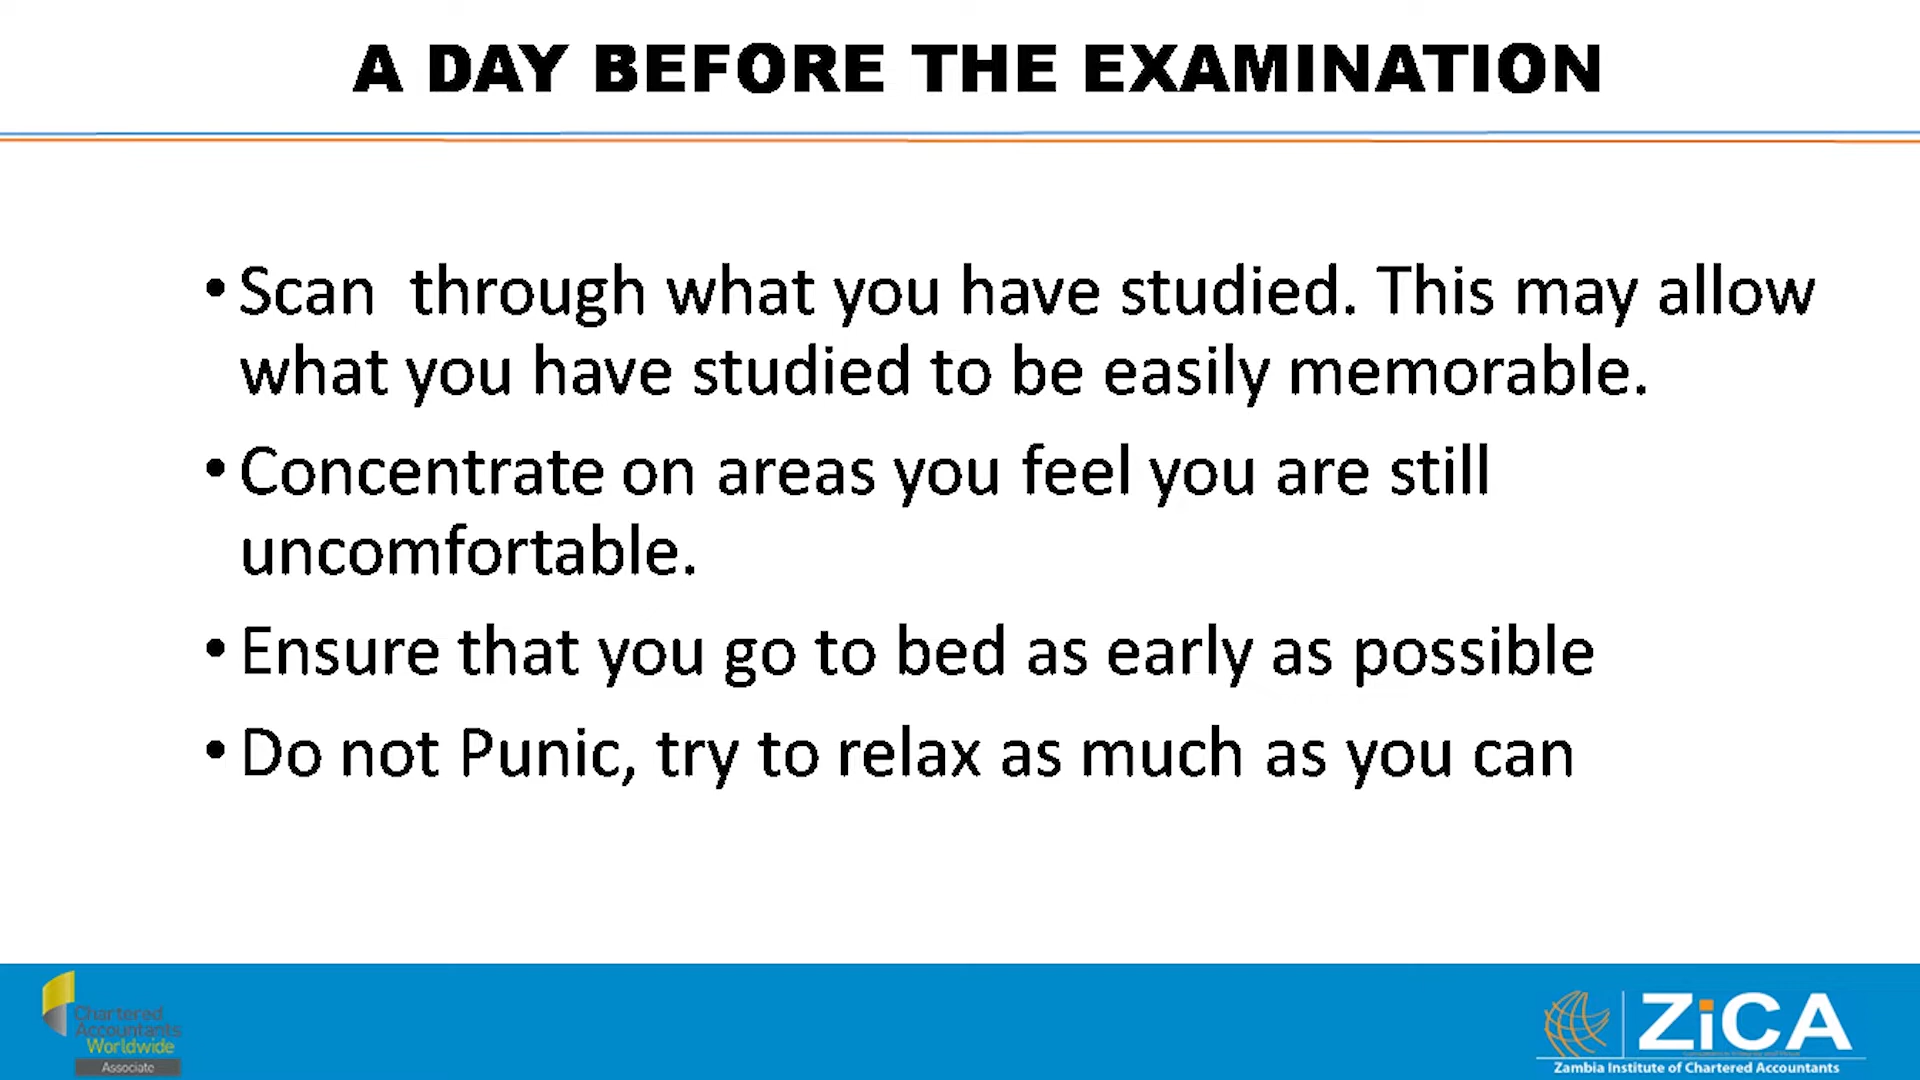 A DAY BEFORE THE EXAMINATION
• Scan  through what you have studied. This may allow
what you have studied to be easily memorable.
• Concentrate on areas you feel you are still
uncomfortable.
• Ensure that you go to bed as early as possible
• Do not Punic, try to relax as much as you can
Chartered
Accountants
Worldwide
Associate
ZiCA
Zambia Institute of Chartered Accountants